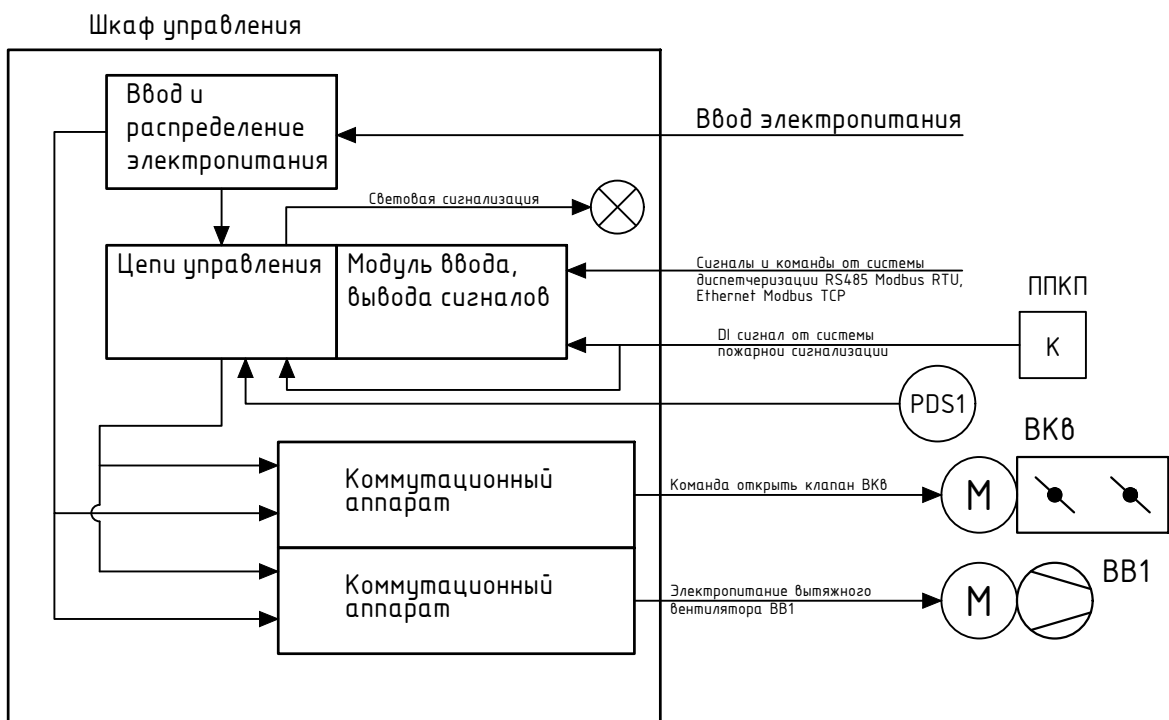 Шкаф управления
Ввод и
распределение
электропитания
Ввод электропитания
Световая сигнализация
Цепи управления
Модуль ввода,
вывода сигналов
Сигналы и команды от системы
диспетчеризации RS485 Modbus RTU,
Ethernet Modbus TCP
ППКП
DI сигнал от системы
пожарной сигнализации
К
PDS1
ВКв
Коммутационный
аппарат
Команда открыть клапан ВКв
М
ВВ1
Коммутационный
аппарат
Электропитание вытяжного
вентилятора ВВ1
М